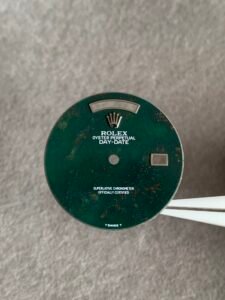 ROLEX
OYSTER PERPETUAL
DAY-DATE
SUPERLATIVE CHRONOMETER
OFFICIALLY CERTIFIED
T SWISS T